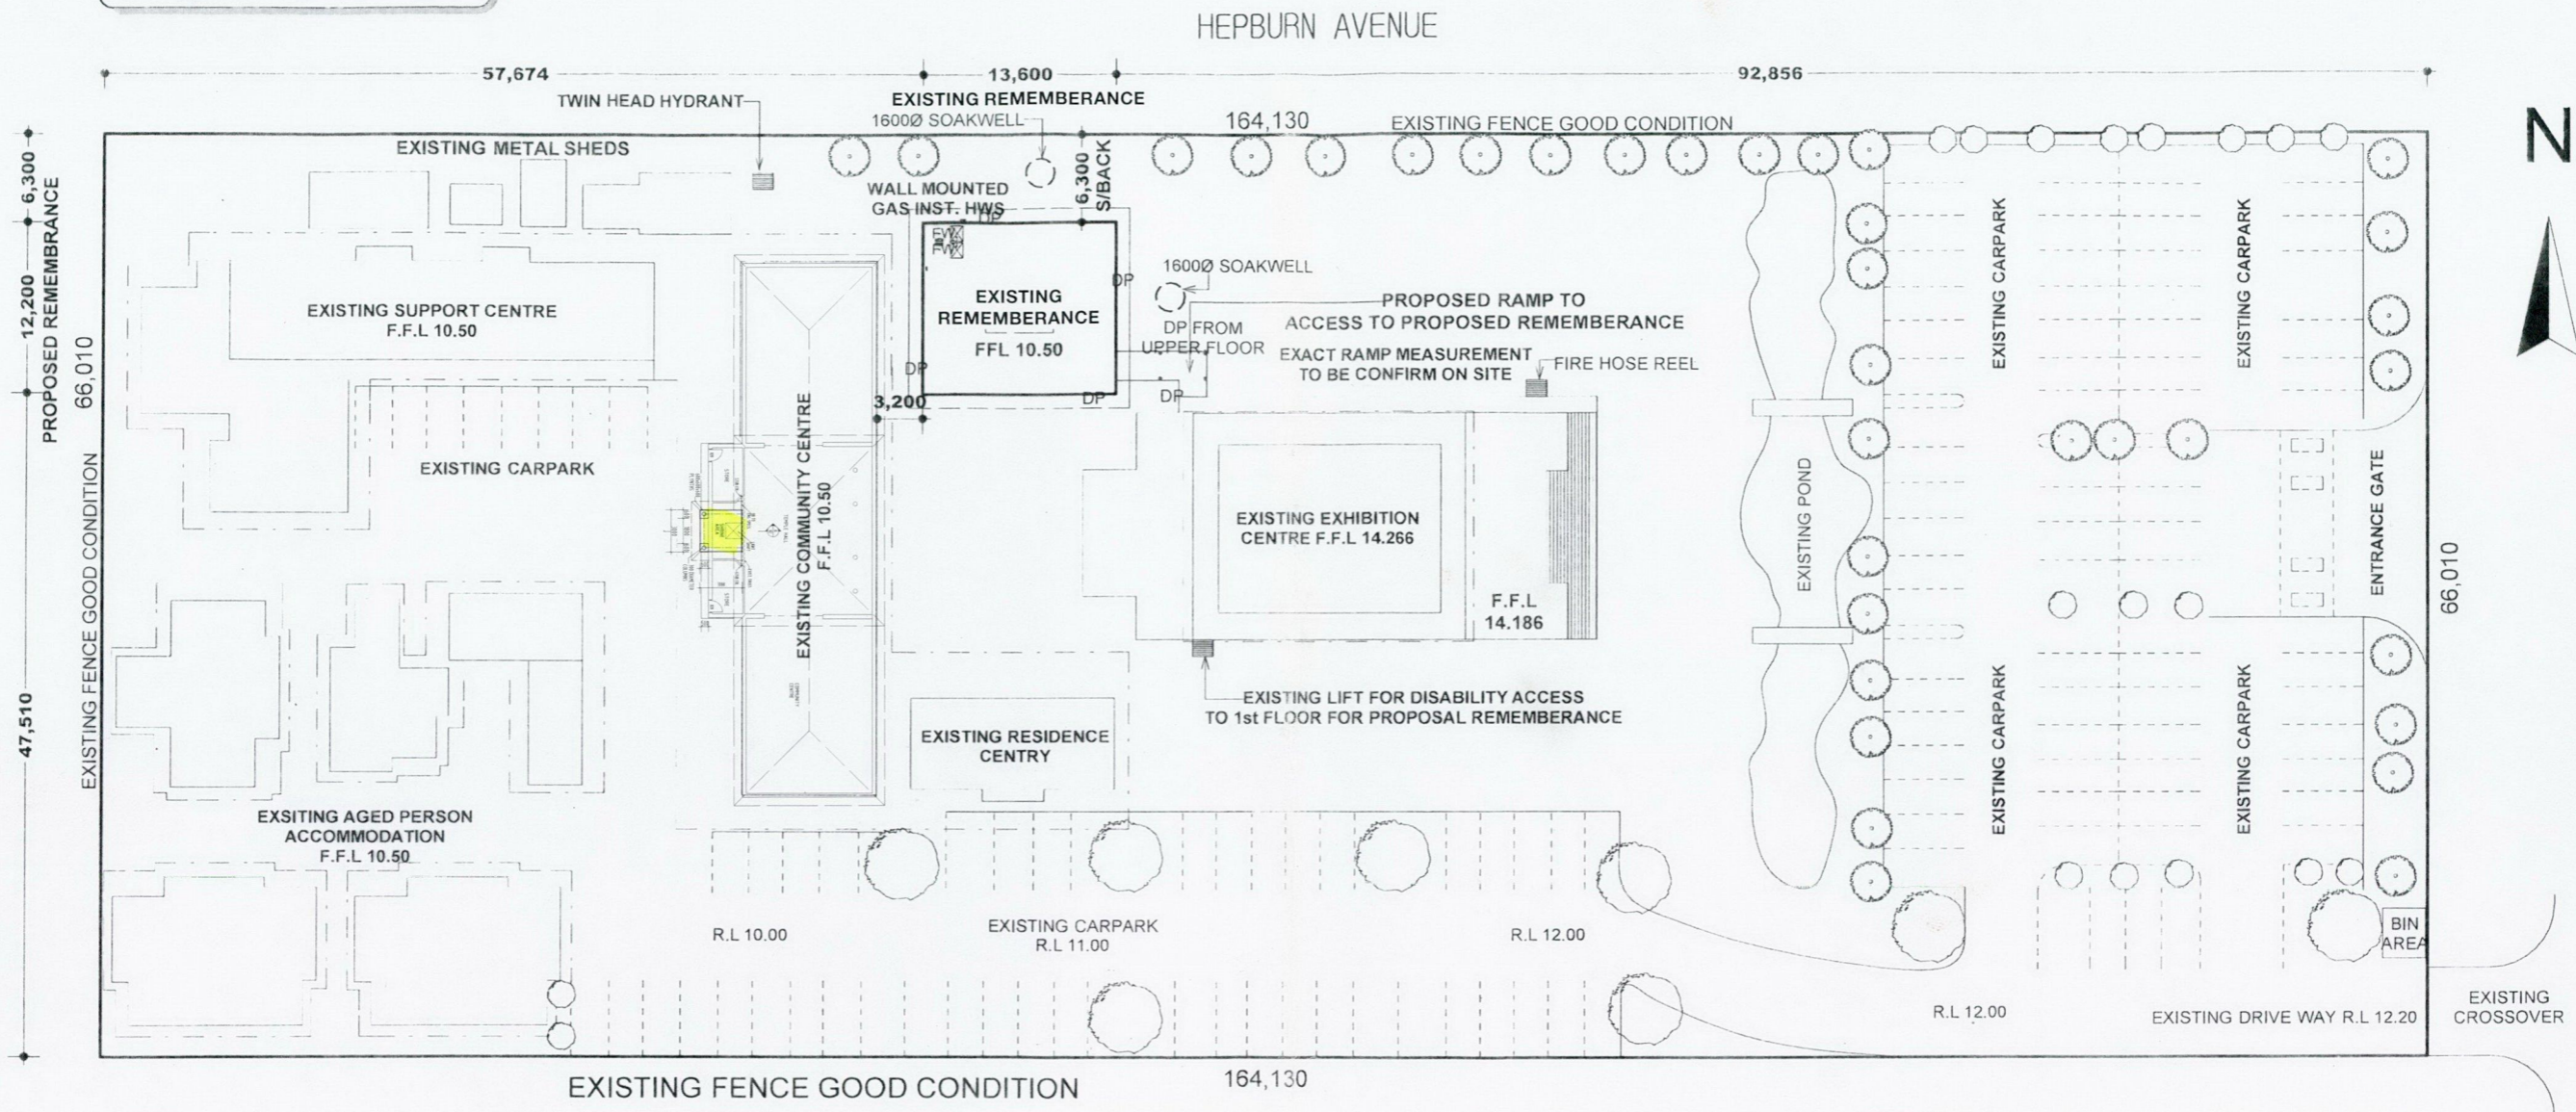 HEPBURN AVENUE
57,674
13,600
92,856
TWIN HEAD HYDRANT
EXISTING REMEMBERANCE
1600Ø SOAKWELL
164,130
EXISTING FENCE GOOD CONDITION
N
EXISTING METAL SHEDS
6,300
S/BACK
6,300
PROPOSED REMEMBRANCE
12,200
66,010
47,510
EXISTING FENCE GOOD CONDITION
WALL MOUNTED
GAS INST. HWS
DP
EXISTING SUPPORT CENTRE
F.F.L 10.50
EXISTING
REMEMBERANCE
FFL 10.50
DP
1600Ø SOAKWELL
PROPOSED RAMP TO
ACCESS TO PROPOSED REMEMBERANCE
DP FROM
UPPER FLOOR
EXACT RAMP MEASUREMENT
TO BE CONFIRM ON SITE
FIRE HOSE REEL
DP
DP
DP
3,200
EXISTING CARPARK
EXISTING COMMUNITY CENTRE
F.F.L 10.50
EXISTING EXHIBITION
CENTRE F.F.L 14.266
F.F.L
14.186
EXISTING POND
EXISTING CARPARK
EXISTING CARPARK
ENTRANCE GATE
66,010
EXISTING LIFT FOR DISABILITY ACCESS
TO 1st FLOOR FOR PROPOSAL REMEMBERANCE
EXISTING RESIDENCE
CENTRY
EXISTING CARPARK
EXISTING CARPARK
EXSITING AGED PERSON
ACCOMMODATION
F.F.L 10.50
R.L 10.00
EXISTING CARPARK
R.L 11.00
R.L 12.00
BIN
AREA
R.L 12.00
EXISTING DRIVE WAY R.L 12.20
EXISTING
CROSSOVER
EXISTING FENCE GOOD CONDITION
164,130